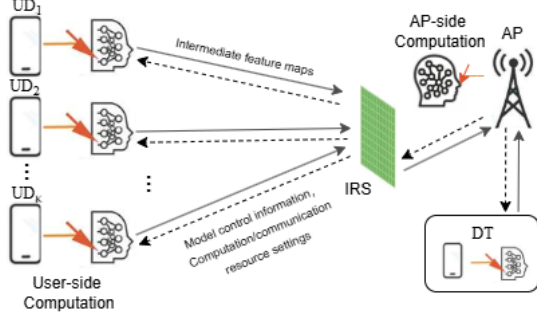 UD₁
AP-side
Computation
AP
Intermediate feature maps
UD₂
IRS
UDₖ
Model control information,
Computation/communication
resource settings
DT
User-side
Computation